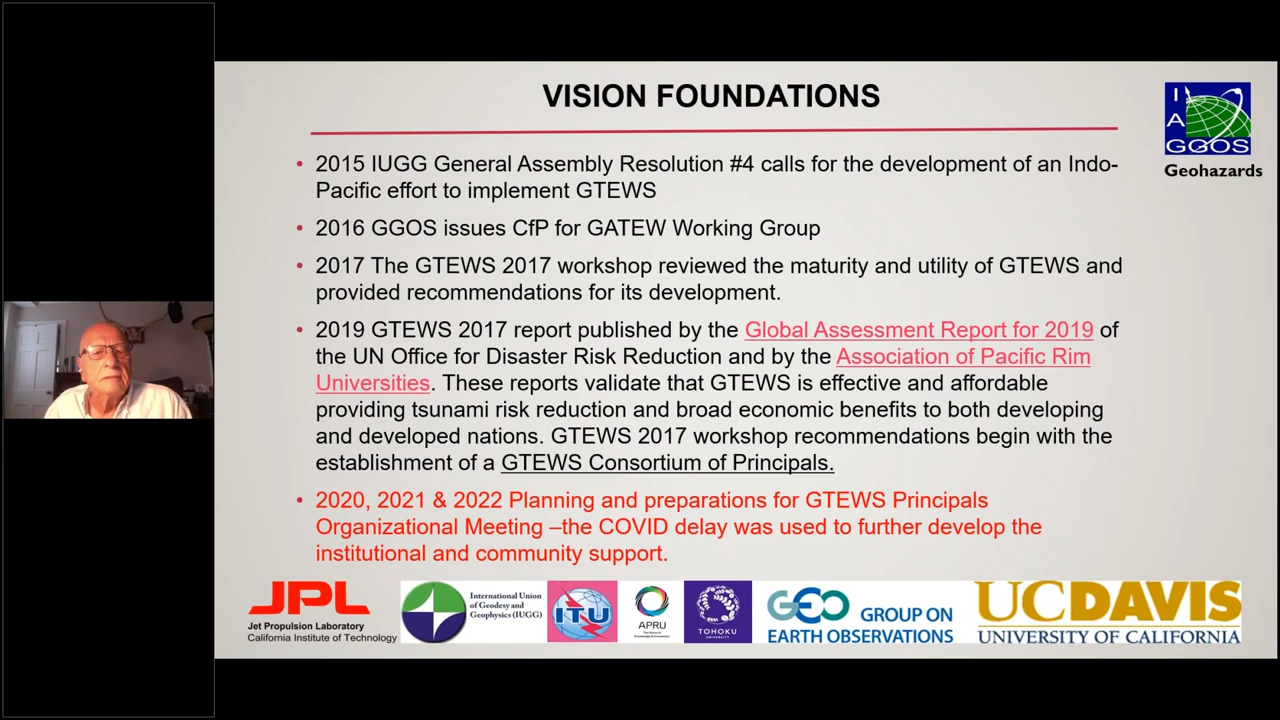 VISION FOUNDATIONS
I
A
GGOS
Geohazards
• 2015 IUGG General Assembly Resolution #4 calls for the development of an Indo-
Pacific effort to implement GTEWS
• 2016 GGOS issues CfP for GATEW Working Group
• 2017 The GTEWS 2017 workshop reviewed the maturity and utility of GTEWS and
provided recommendations for its development.
• 2019 GTEWS 2017 report published by the Global Assessment Report for 2019 of
the UN Office for Disaster Risk Reduction and by the Association of Pacific Rim
Universities. These reports validate that GTEWS is effective and affordable
providing tsunami risk reduction and broad economic benefits to both developing
and developed nations. GTEWS 2017 workshop recommendations begin with the
establishment of a GTEWS Consortium of Principals.
• 2020, 2021 & 2022 Planning and preparations for GTEWS Principals
Organizational Meeting –the COVID delay was used to further develop the
institutional and community support.
JPL
Jet Propulsion Laboratory
California Institute of Technology
International Union
of Geodesy and
Geophysics (IUGG)
ITU
APRU
TOHOKU
UNIVERSITY
GEO GROUP ON
EARTH OBSERVATIONS
UCDAVIS
UNIVERSITY OF CALIFORNIA